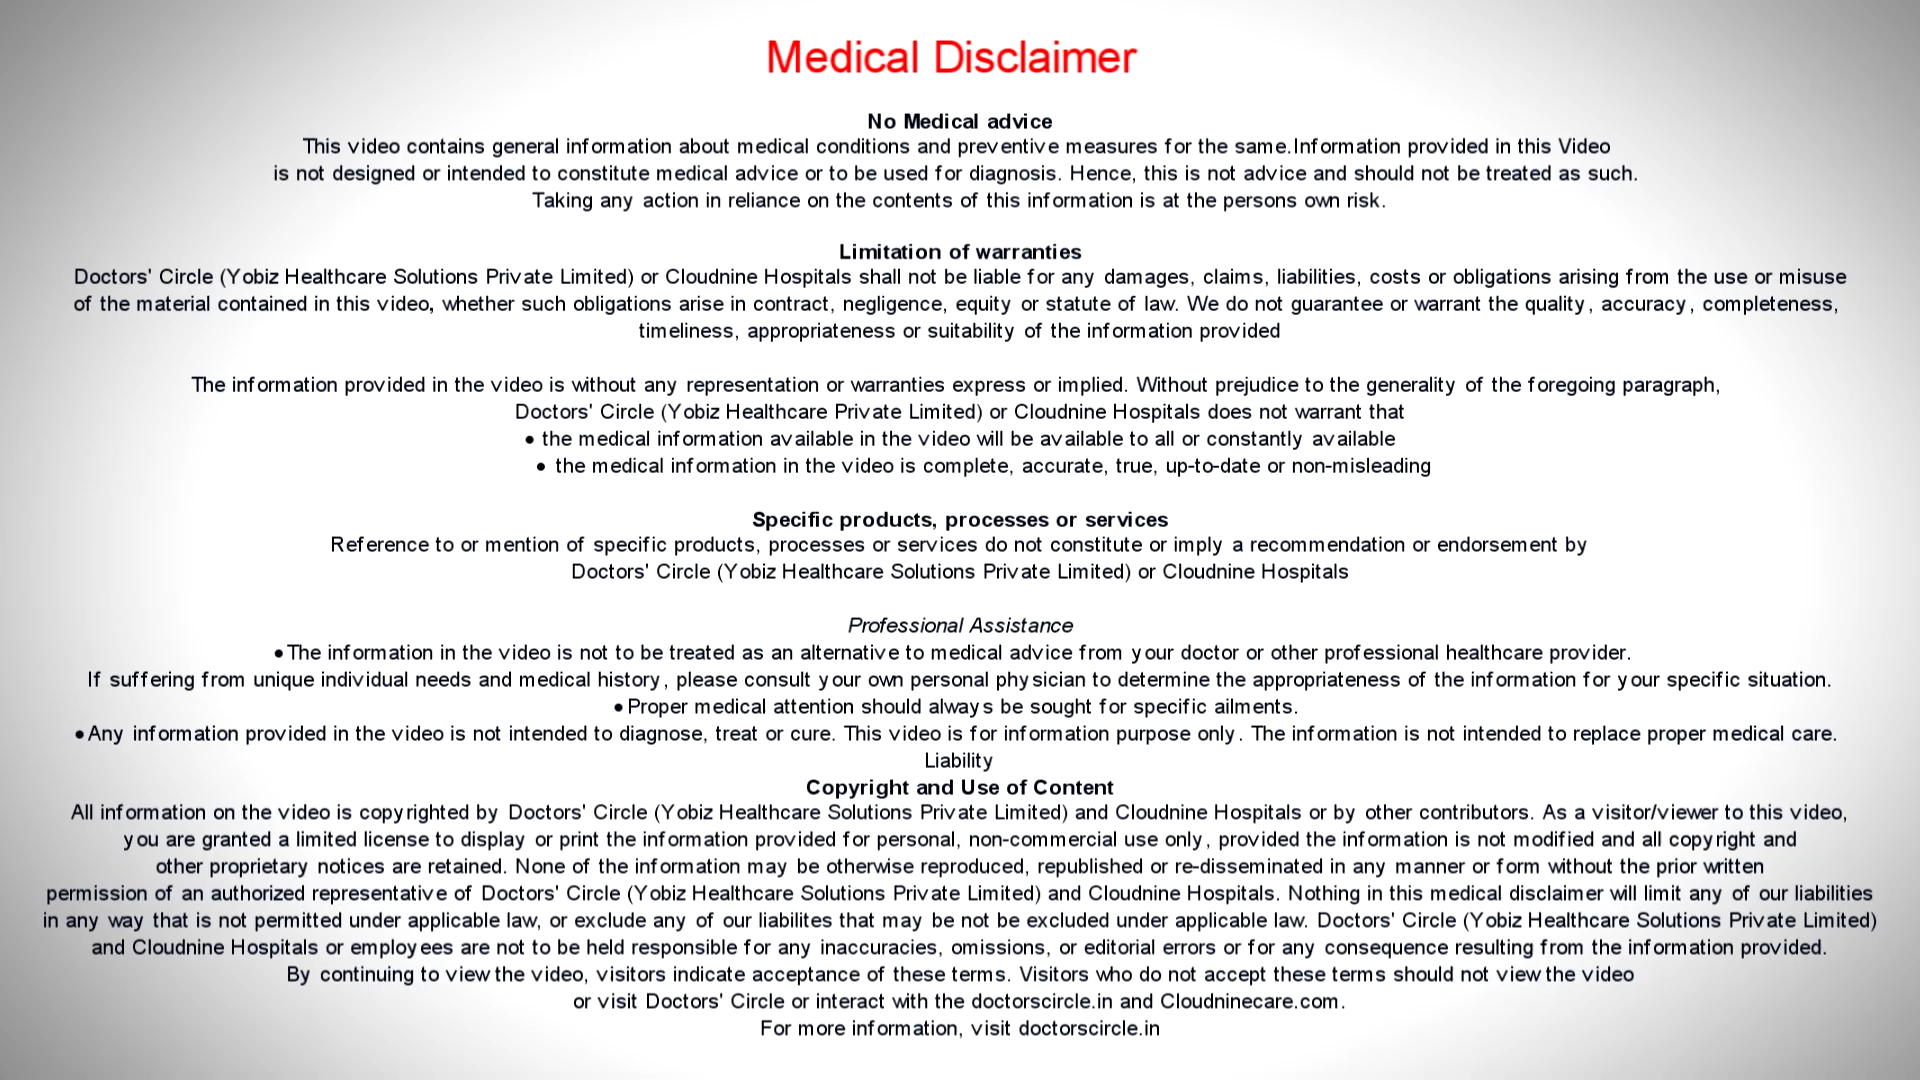 Medical Disclaimer
No Medical advice
This video contains general information about medical conditions and preventive measures for the same.Information provided in this Video
is not designed or intended to constitute medical advice or to be used for diagnosis. Hence, this is not advice and should not be treated as such.
Taking any action in reliance on the contents of this information is at the persons own risk.
Limitation of warranties
Doctors' Circle (Yobiz Healthcare Solutions Private Limited) or Cloudnine Hospitals shall not be liable for any damages, claims, liabilities, costs or obligations arising from the use or misuse
of the material contained in this video, whether such obligations arise in contract, negligence, equity or statute of law. We do not guarantee or warrant the quality, accuracy, completeness,
timeliness, appropriateness or suitability of the information provided
The information provided in the video is without any representation or warranties express or implied. Without prejudice to the generality of the foregoing paragraph,
Doctors' Circle (Yobiz Healthcare Private Limited) or Cloudnine Hospitals does not warrant that
• the medical information available in the video will be available to all or constantly available
• the medical information in the video is complete, accurate, true, up-to-date or non-misleading
Specific products, processes or services
Reference to or mention of specific products, processes or services do not constitute or imply a recommendation or endorsement by
Doctors' Circle (Yobiz Healthcare Solutions Private Limited) or Cloudnine Hospitals
Professional Assistance
•The information in the video is not to be treated as an alternative to medical advice from your doctor or other professional healthcare provider.
If suffering from unique individual needs and medical history, please consult your own personal physician to determine the appropriateness of the information for your specific situation.
•Proper medical attention should always be sought for specific ailments.
•Any information provided in the video is not intended to diagnose, treat or cure. This video is for information purpose only. The information is not intended to replace proper medical care.
Liability
Copyright and Use of Content
All information on the video is copyrighted by Doctors' Circle (Yobiz Healthcare Solutions Private Limited) and Cloudnine Hospitals or by other contributors. As a visitor/viewer to this video,
you are granted a limited license to display or print the information provided for personal, non-commercial use only, provided the information is not modified and all copyright and
other proprietary notices are retained. None of the information may be otherwise reproduced, republished or re-disseminated in any manner or form without the prior written
permission of an authorized representative of Doctors' Circle (Yobiz Healthcare Solutions Private Limited) and Cloudnine Hospitals. Nothing in this medical disclaimer will limit any of our liabilities
in any way that is not permitted under applicable law, or exclude any of our liabilites that may be not be excluded under applicable law. Doctors' Circle (Yobiz Healthcare Solutions Private Limited)
and Cloudnine Hospitals or employees are not to be held responsible for any inaccuracies, omissions, or editorial errors or for any consequence resulting from the information provided.
By continuing to view the video, visitors indicate acceptance of these terms. Visitors who do not accept these terms should not view the video
or visit Doctors' Circle or interact with the doctorscircle.in and Cloudninecare.com.
For more information, visit doctorscircle.in